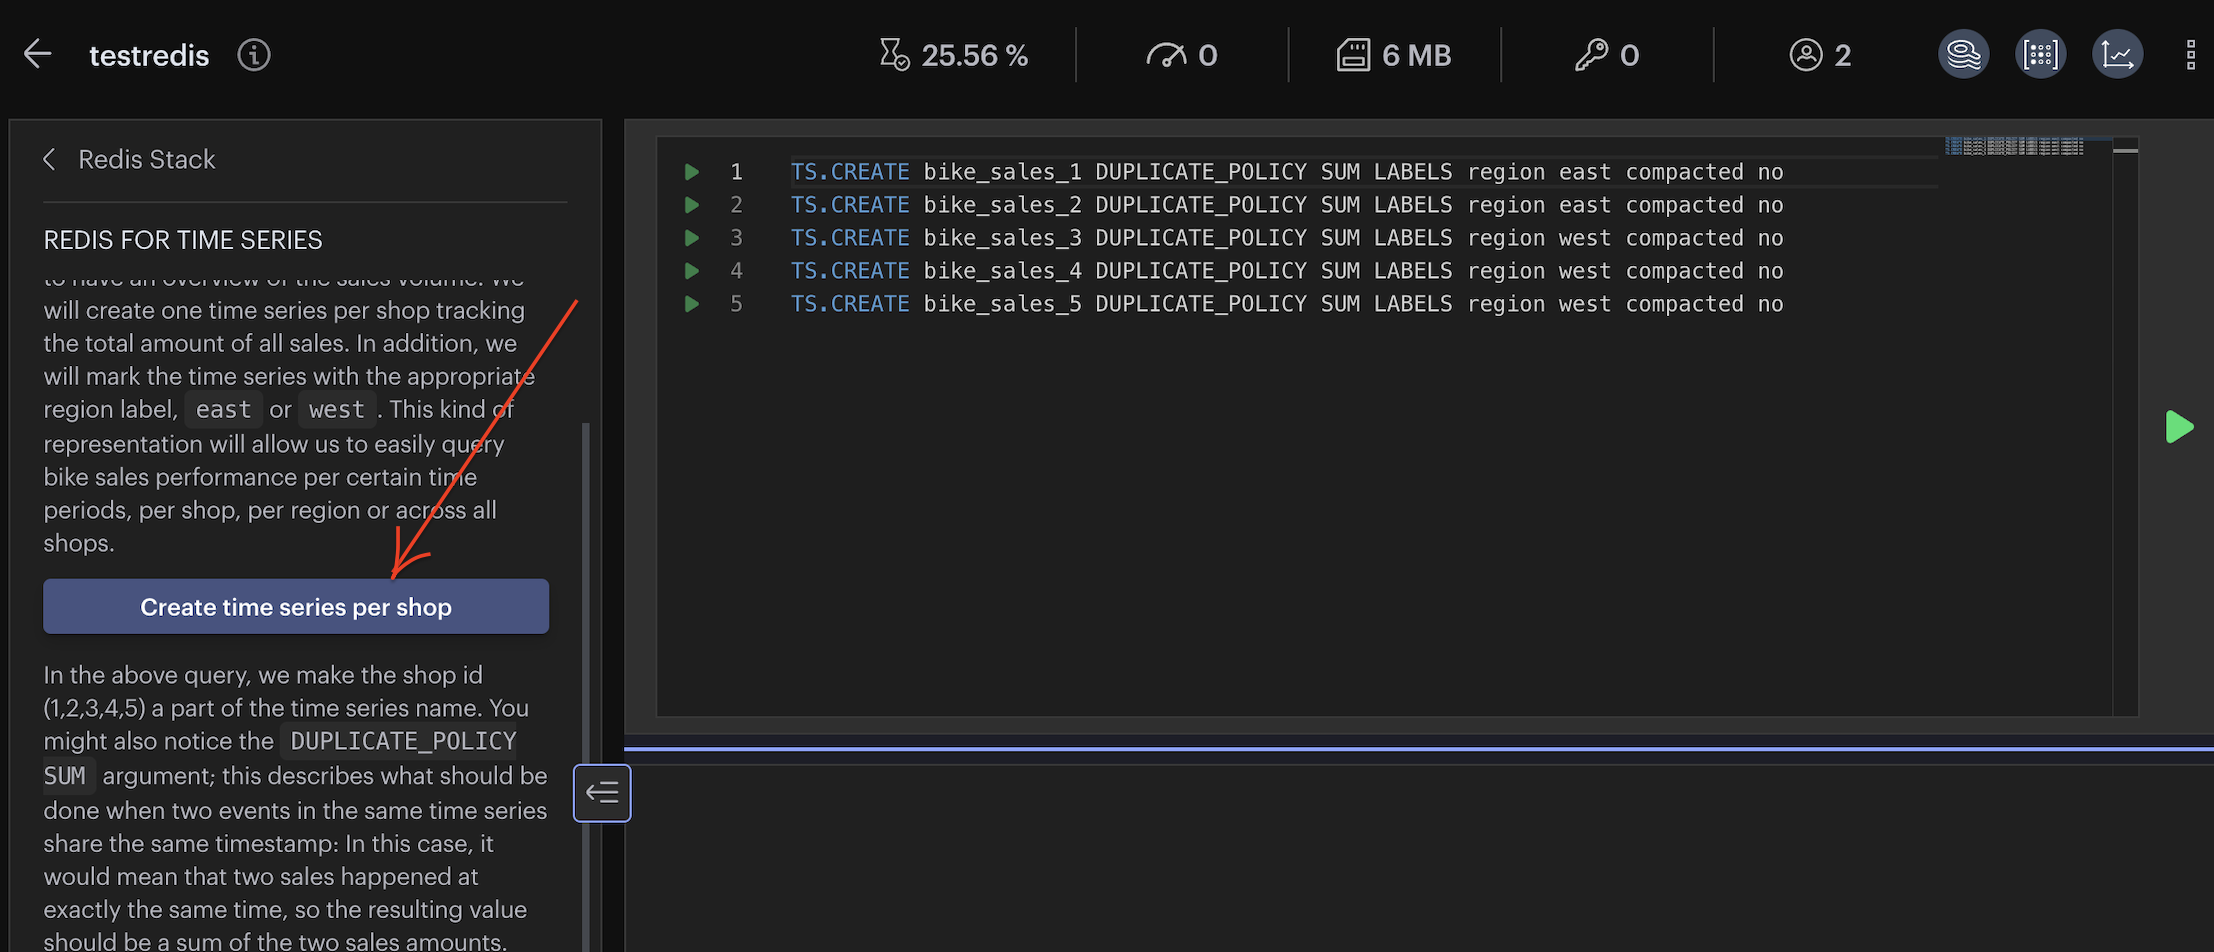 testredis
25.56 %
0
6 MB
0
2
Redis Stack
REDIS FOR TIME SERIES
to have an overview of the sales volume. We
will create one time series per shop tracking
the total amount of all sales. In addition, we
will mark the time series with the appropriate
region label, east or west . This kind of
representation will allow us to easily query
bike sales performance per certain time
periods, per shop, per region or across all
shops.
Create time series per shop
In the above query, we make the shop id
(1,2,3,4,5) a part of the time series name. You
might also notice the DUPLICATE_POLICY
SUM argument; this describes what should be
done when two events in the same time series
share the same timestamp: In this case, it
would mean that two sales happened at
exactly the same time, so the resulting value
should be a sum of the two sales amounts.
1 TS.CREATE bike_sales_1 DUPLICATE_POLICY SUM LABELS region east compacted no
2 TS.CREATE bike_sales_2 DUPLICATE_POLICY SUM LABELS region east compacted no
3 TS.CREATE bike_sales_3 DUPLICATE_POLICY SUM LABELS region west compacted no
4 TS.CREATE bike_sales_4 DUPLICATE_POLICY SUM LABELS region west compacted no
5 TS.CREATE bike_sales_5 DUPLICATE_POLICY SUM LABELS region west compacted no